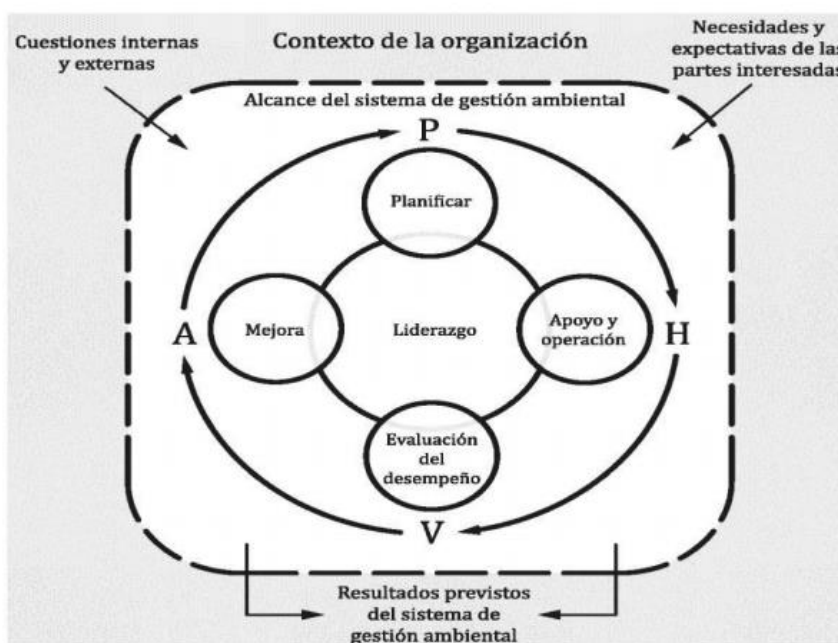 Cuestiones internas
y externas
Contexto de la organización
Necesidades y
expectativas de las
partes interesadas
Alcance del sistema de gestión ambiental
P
Planificar
A
Mejora
Liderazgo
Apoyo y
operación
H
Evaluación
del
desempeño
V
Resultados previstos
del sistema de
gestión ambiental